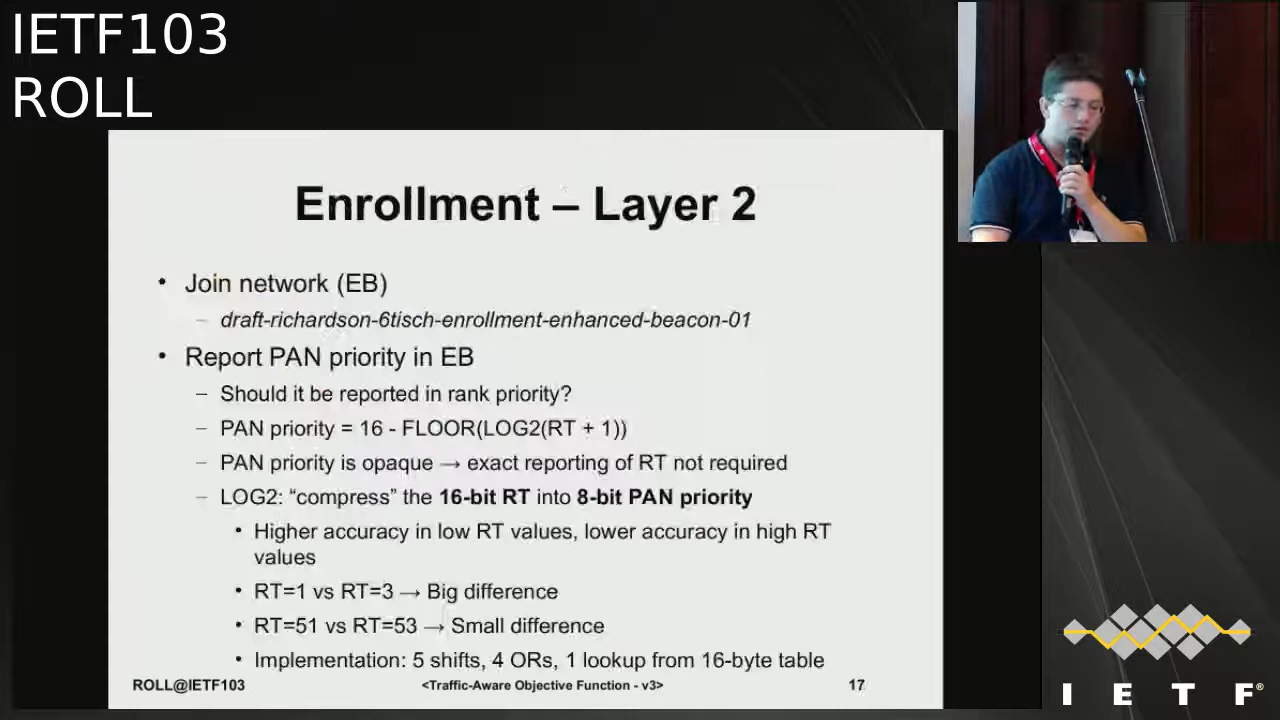 IETF103
ROLL
Enrollment – Layer 2
• Join network (EB)
– draft-richardson-6tisch-enrollment-enhanced-beacon-01
• Report PAN priority in EB
– Should it be reported in rank priority?
– PAN priority = 16 - FLOOR(LOG2(RT + 1))
– PAN priority is opaque → exact reporting of RT not required
– LOG2: “compress” the 16-bit RT into 8-bit PAN priority
• Higher accuracy in low RT values, lower accuracy in high RT
values
• RT=1 vs RT=3 → Big difference
• RT=51 vs RT=53 → Small difference
• Implementation: 5 shifts, 4 ORs, 1 lookup from 16-byte table
ROLL@IETF103 <Traffic-Aware Objective Function - v3> 17
I E T F®